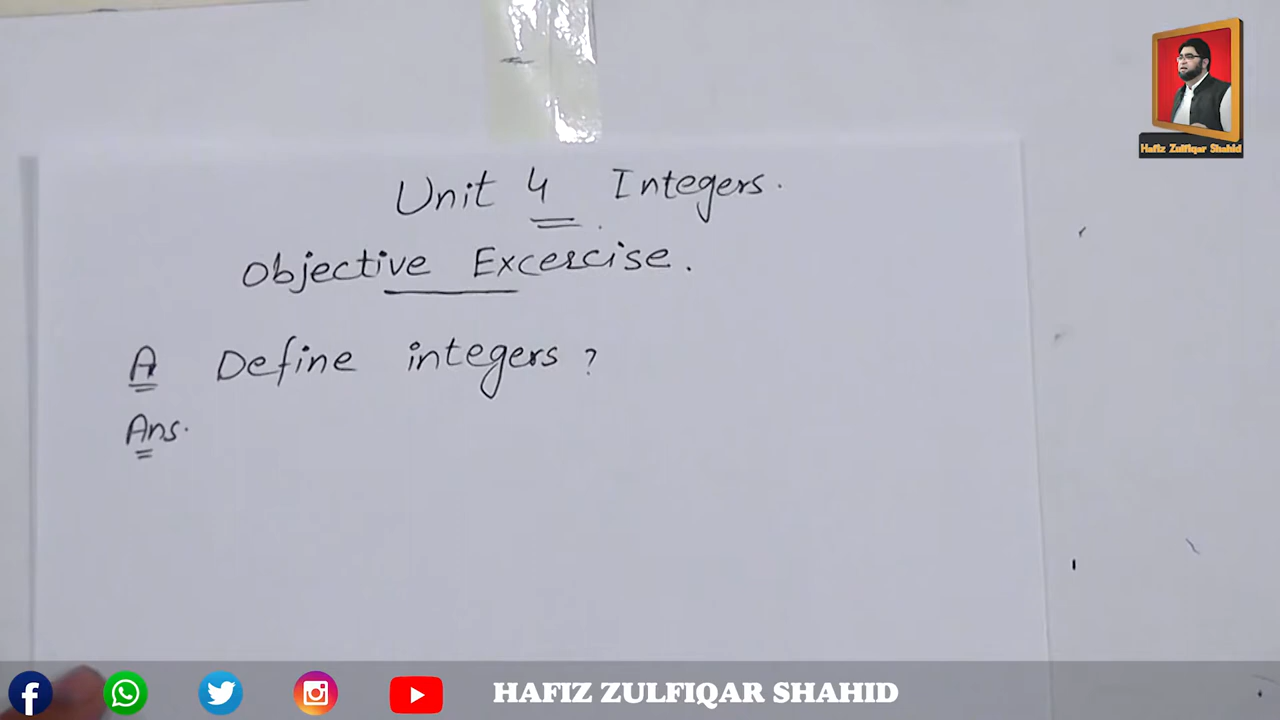 Hafiz Zulfiqar Shahid
Unit 4 Integers.
Objective Excercise.
A Define integers?
Ans.
HAFIZ ZULFIQAR SHAHID